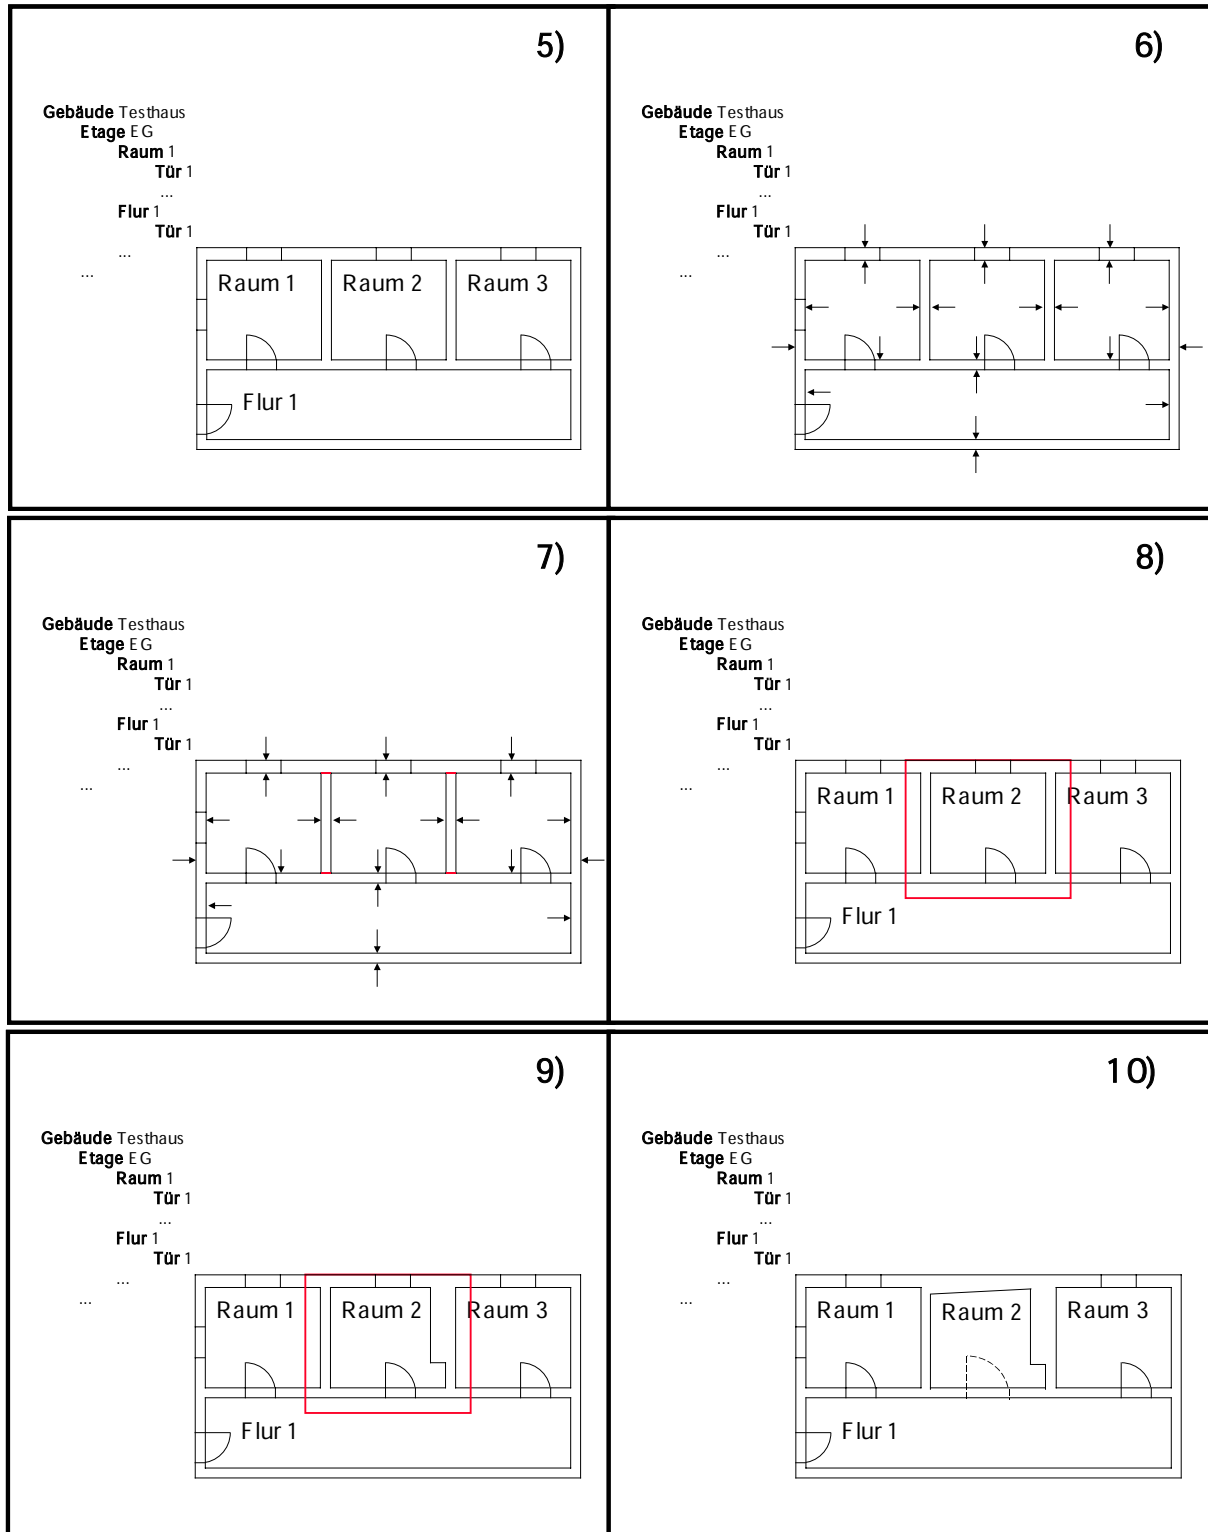 5)
Gebäude Testhaus
Etage EG
Raum 1
Tür 1
...
Flur 1
Tür 1
...
...
Raum 1 Raum 2 Raum 3
Flur 1
6)
Gebäude Testhaus
Etage EG
Raum 1
Tür 1
...
Flur 1
Tür 1
...
...
7)
Gebäude Testhaus
Etage EG
Raum 1
Tür 1
...
Flur 1
Tür 1
...
...
8)
Gebäude Testhaus
Etage EG
Raum 1
Tür 1
...
Flur 1
Tür 1
...
...
Raum 1 Raum 2 Raum 3
Flur 1
9)
Gebäude Testhaus
Etage EG
Raum 1
Tür 1
...
Flur 1
Tür 1
...
...
Raum 1 Raum 2 Raum 3
Flur 1
10)
Gebäude Testhaus
Etage EG
Raum 1
Tür 1
...
Flur 1
Tür 1
...
...
Raum 1 Raum 2 Raum 3
Flur 1